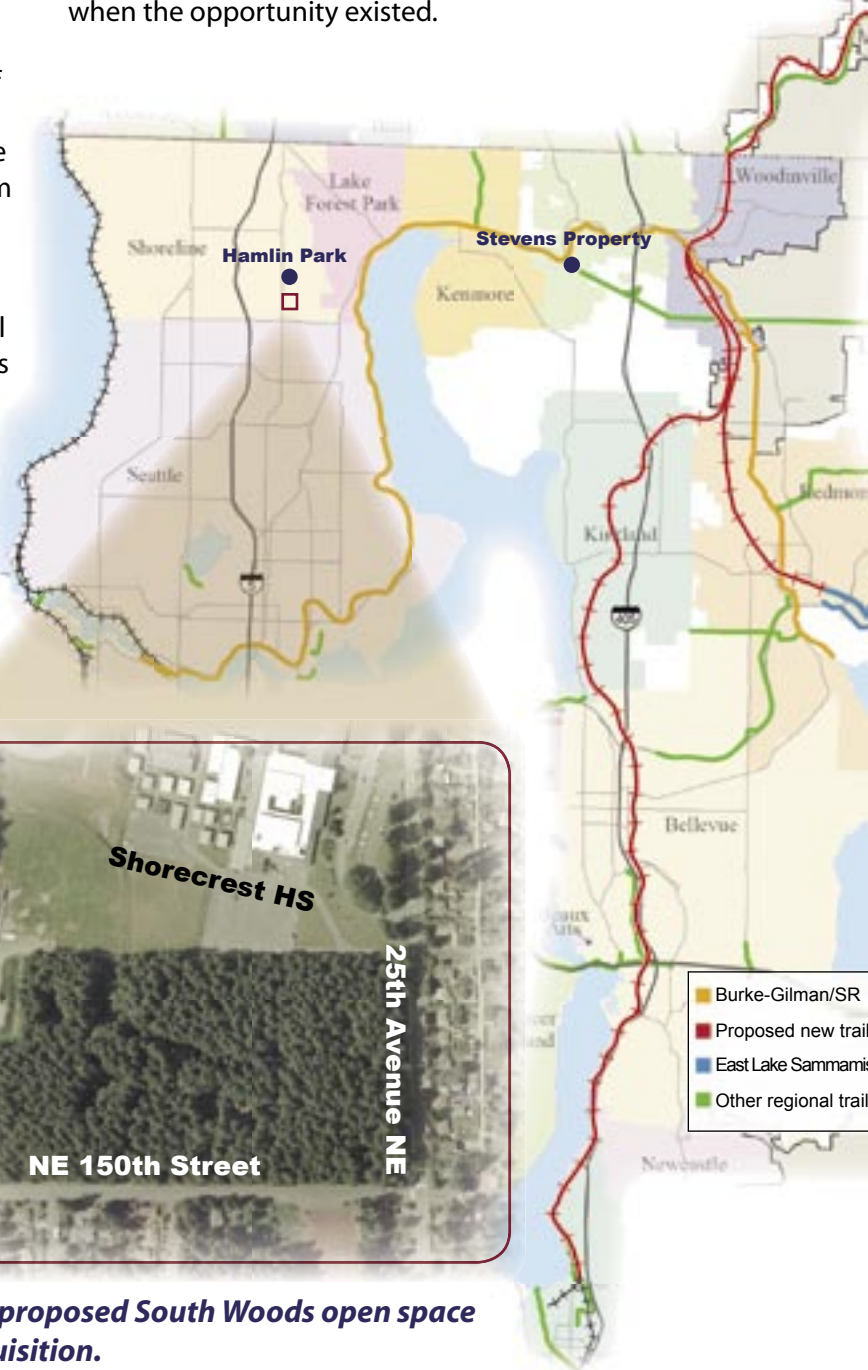 when the opportunity existed.
Woodinville
Lake
Forest Park
Shoreline
Hamlin Park
Stevens Property
Kenmore
Seattle
5
Kirkland
405
Bellevue
Shorecrest HS
25th Avenue NE
NE 150th Street
Burke-Gilman/SR
Proposed new trail
East Lake Sammamis
Other regional trail
Newcastle
proposed South Woods open space
uisition.